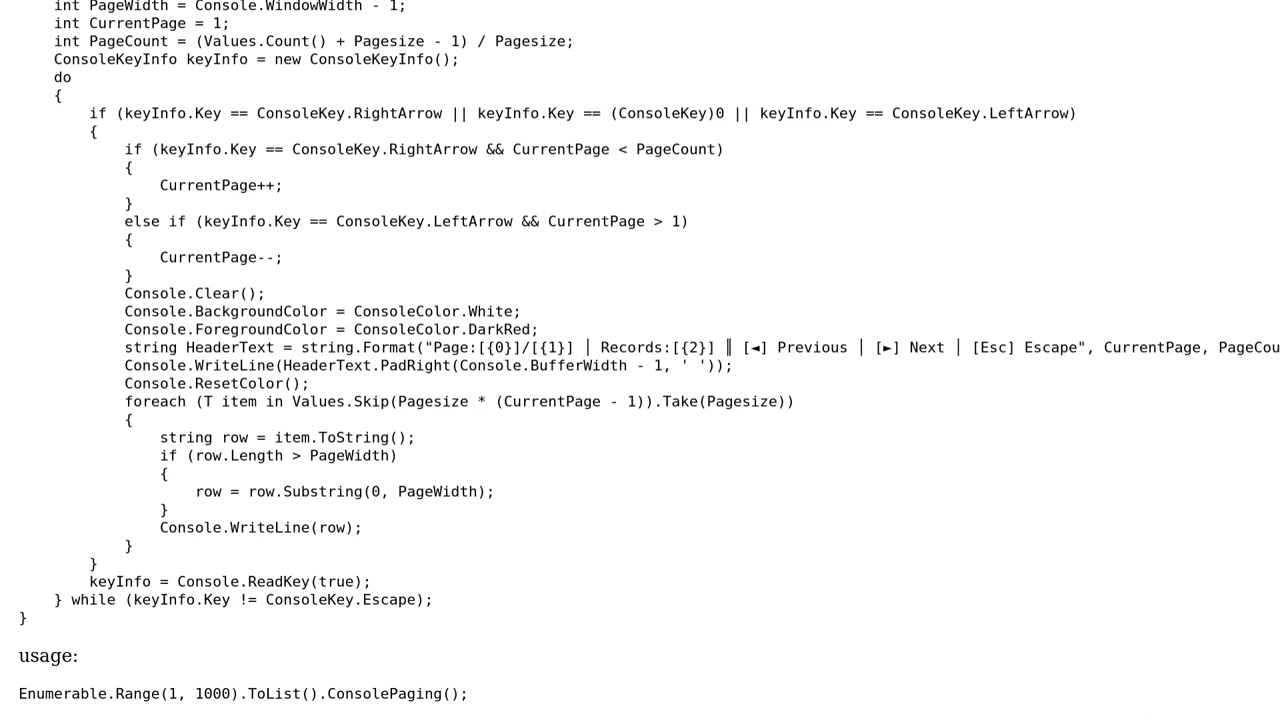 int PageWidth = Console.WindowWidth - 1;
    int CurrentPage = 1;
    int PageCount = (Values.Count() + Pagesize - 1) / Pagesize;
    ConsoleKeyInfo keyInfo = new ConsoleKeyInfo();
    do
    {
        if (keyInfo.Key == ConsoleKey.RightArrow || keyInfo.Key == (ConsoleKey)0 || keyInfo.Key == ConsoleKey.LeftArrow)
        {
            if (keyInfo.Key == ConsoleKey.RightArrow && CurrentPage < PageCount)
            {
                CurrentPage++;
            }
            else if (keyInfo.Key == ConsoleKey.LeftArrow && CurrentPage > 1)
            {
                CurrentPage--;
            }
            Console.Clear();
            Console.BackgroundColor = ConsoleColor.White;
            Console.ForegroundColor = ConsoleColor.DarkRed;
            string HeaderText = string.Format("Page:[{0}]/[{1}] │ Records:[{2}] ║ [◄] Previous │ [►] Next │ [Esc] Escape", CurrentPage, PageCou
            Console.WriteLine(HeaderText.PadRight(Console.BufferWidth - 1, ' '));
            Console.ResetColor();
            foreach (T item in Values.Skip(Pagesize * (CurrentPage - 1)).Take(Pagesize))
            {
                string row = item.ToString();
                if (row.Length > PageWidth)
                {
                    row = row.Substring(0, PageWidth);
                }
                Console.WriteLine(row);
            }
        }
        keyInfo = Console.ReadKey(true);
    } while (keyInfo.Key != ConsoleKey.Escape);
}
usage:
Enumerable.Range(1, 1000).ToList().ConsolePaging();